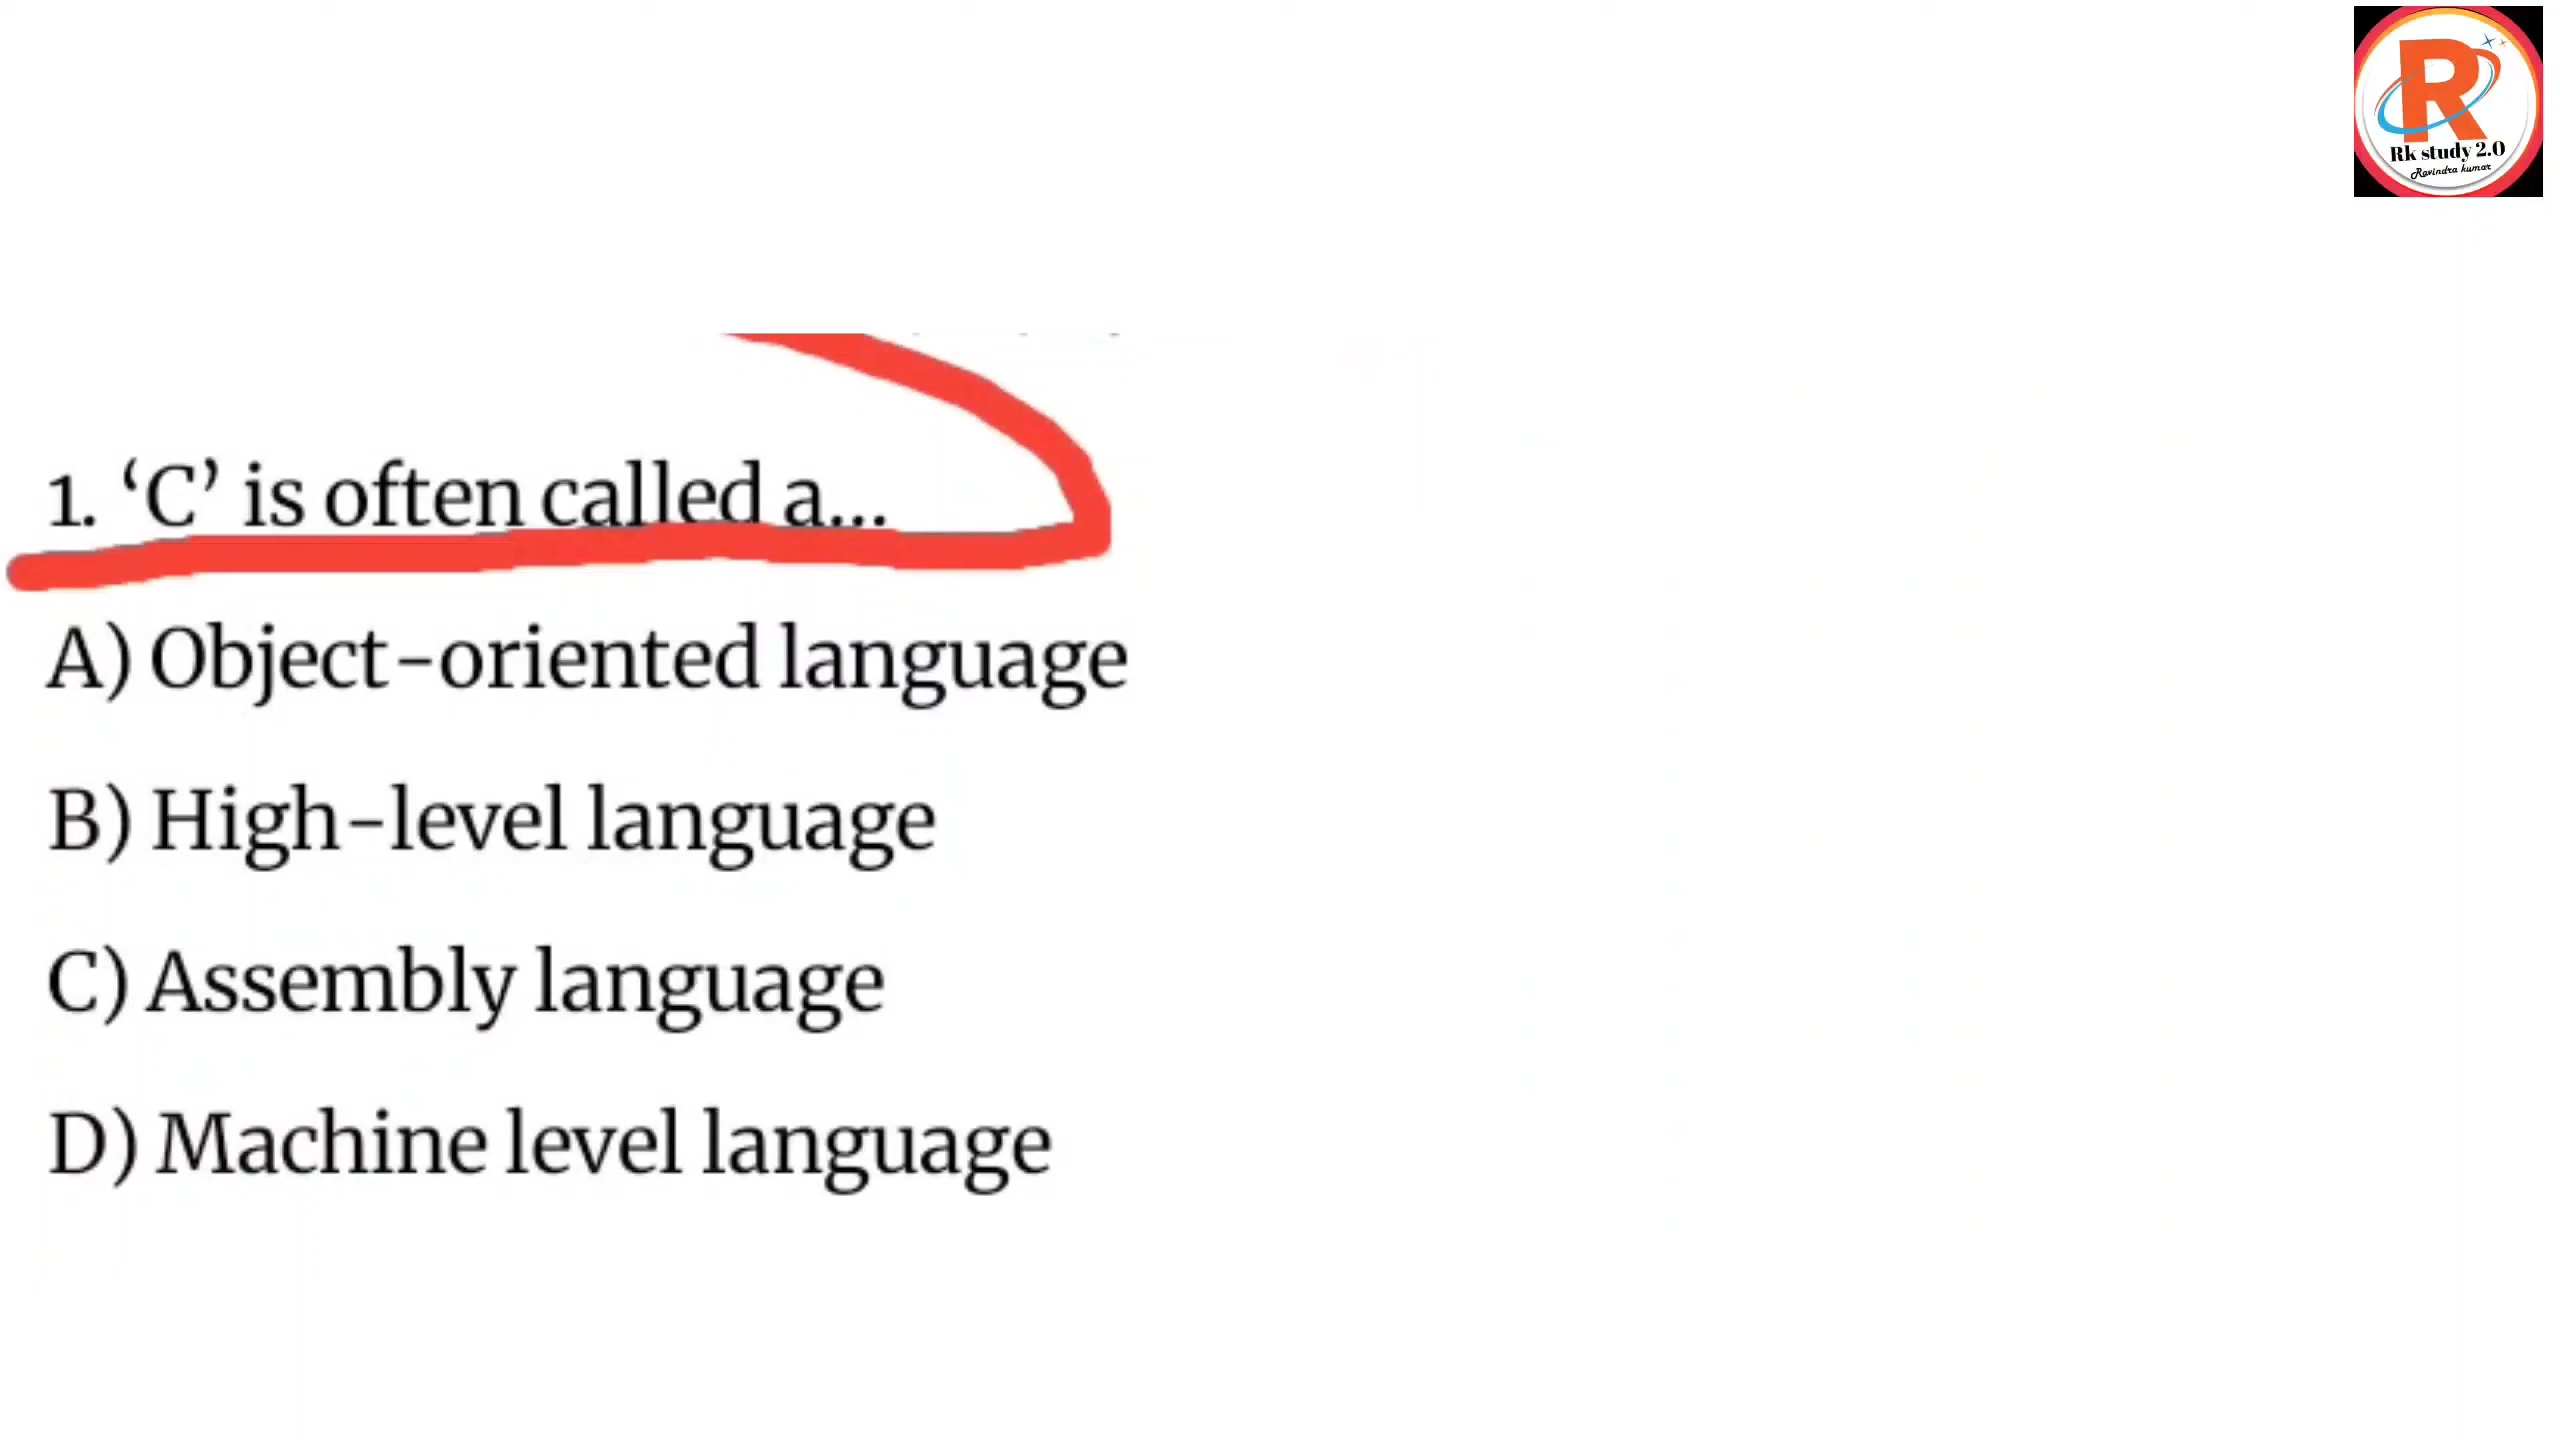 Rk study 2.0
Ravindra kumar
1. ‘C’ is often called a...
A) Object-oriented language
B) High-level language
C) Assembly language
D) Machine level language